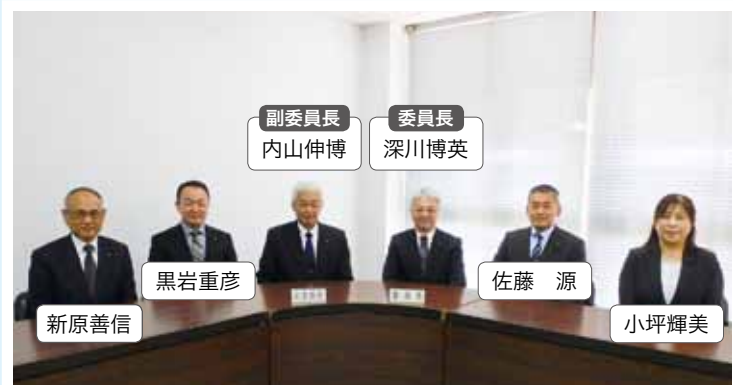 副委員長
内山伸博
委員長
深川博英
新原善信
黒岩重彦
佐藤　源
小坪輝美